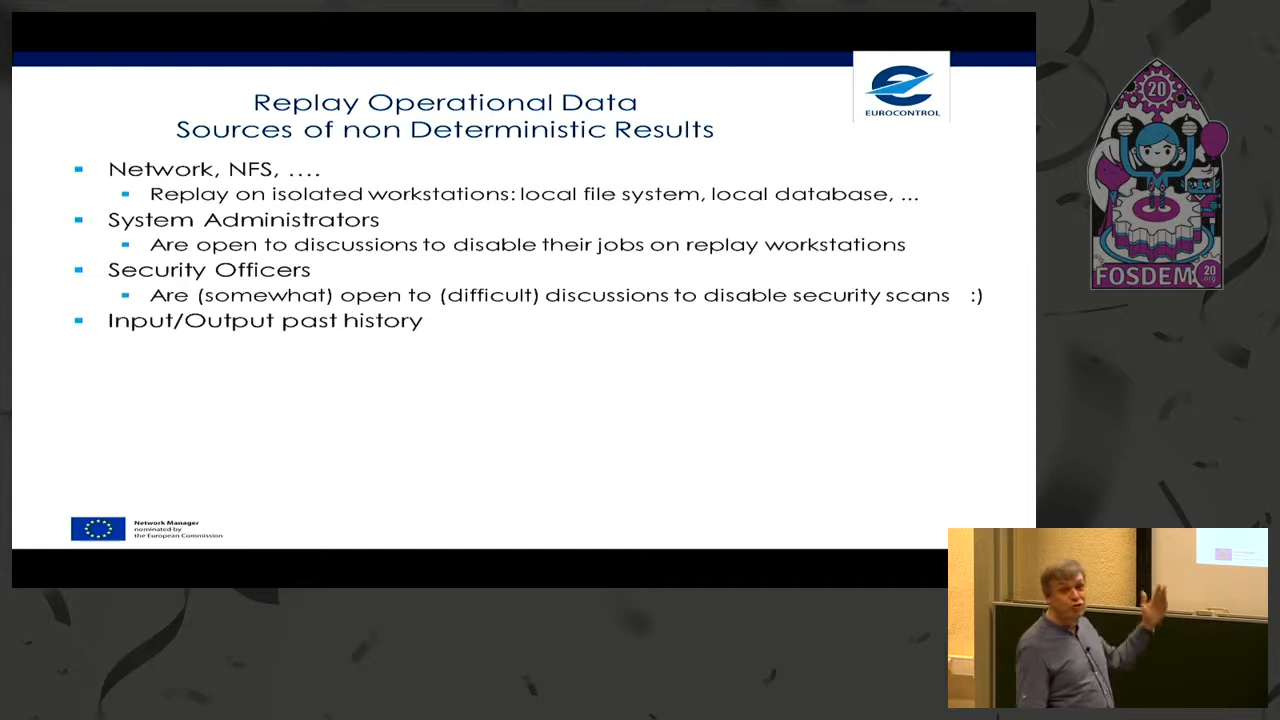 Replay Operational Data
Sources of non Deterministic Results
EUROCONTROL
Network, NFS, ....
Replay on isolated workstations: local file system, local database, ...
System Administrators
Are open to discussions to disable their jobs on replay workstations
Security Officers
Are (somewhat) open to (difficult) discussions to disable security scans :)
Input/Output past history
Network Manager
nominated by
the European Commission
20
FOSDEM 20
.org